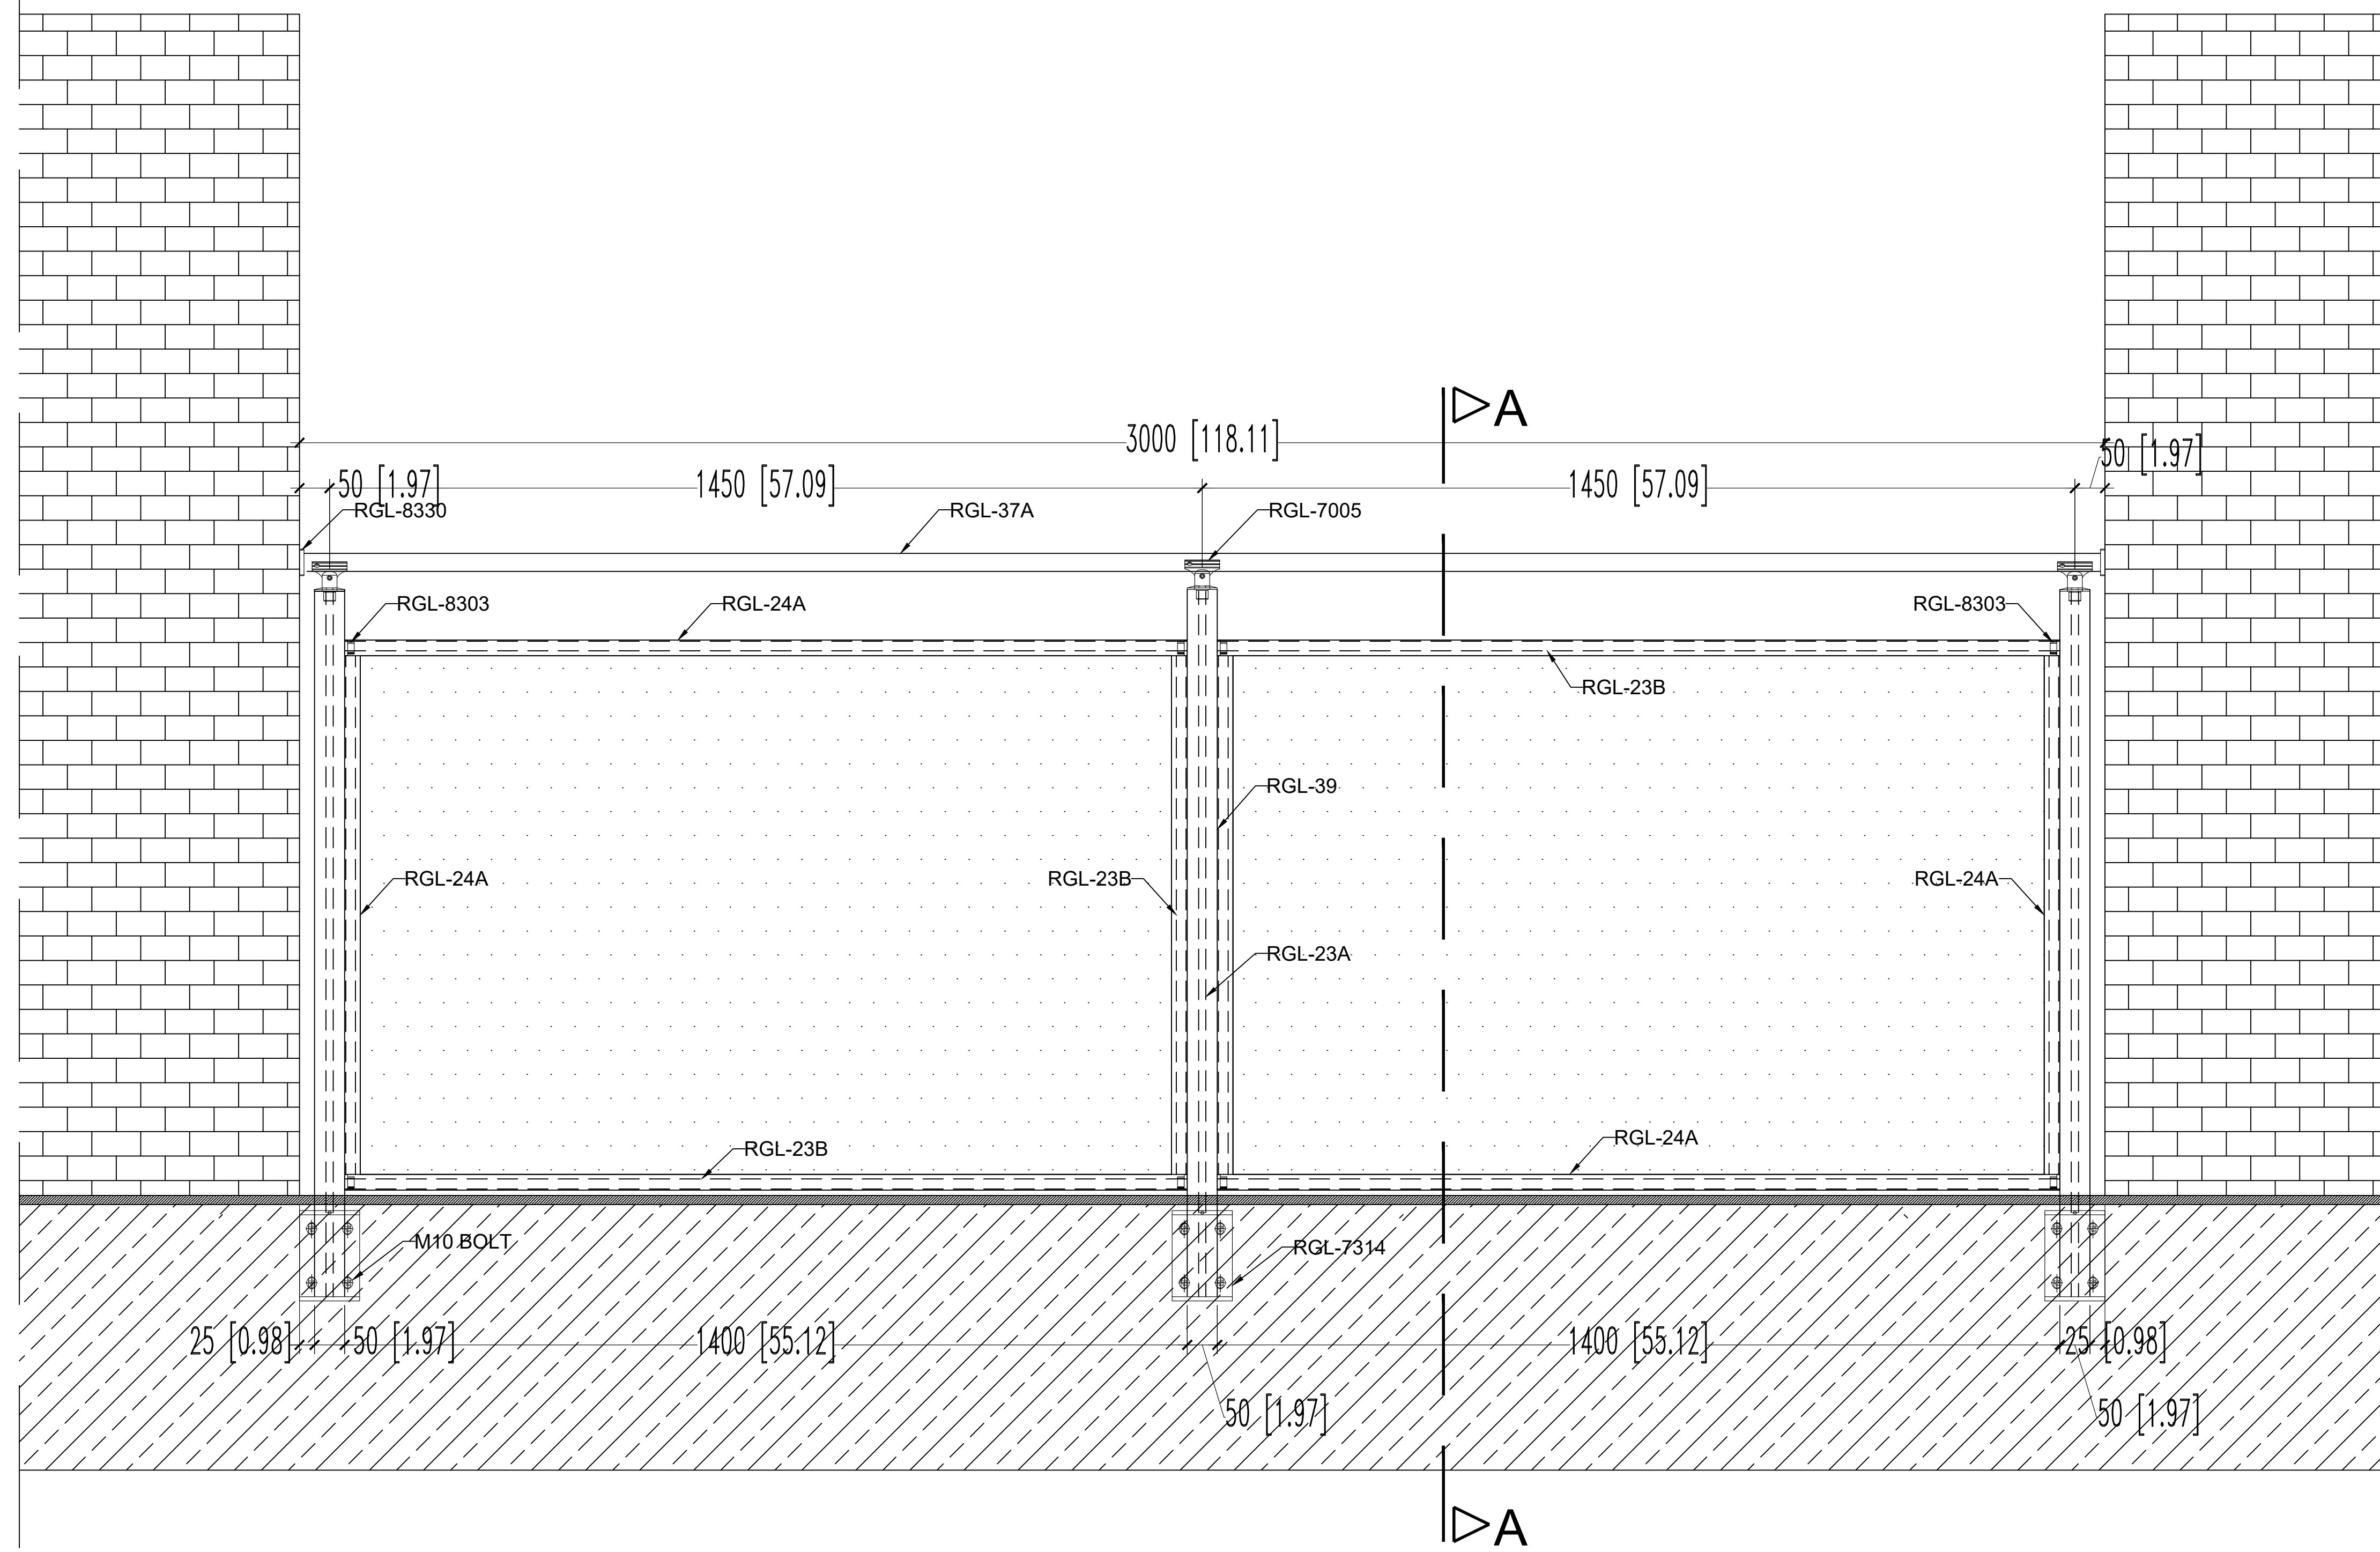 A
3000 [118.11]
50 [1.97]
50 [1.97]
1450 [57.09]
1450 [57.09]
RGL-8330
RGL-37A
RGL-7005
RGL-8303
RGL-24A
RGL-8303
RGL-23B
RGL-39
RGL-24A
RGL-23B
RGL-24A
RGL-23A
RGL-23B
RGL-24A
M10 BOLT
RGL-7314
25 [0.98]
50 [1.97]
1400 [55.12]
1400 [55.12]
25 [0.98]
50 [1.97]
50 [1.97]
A